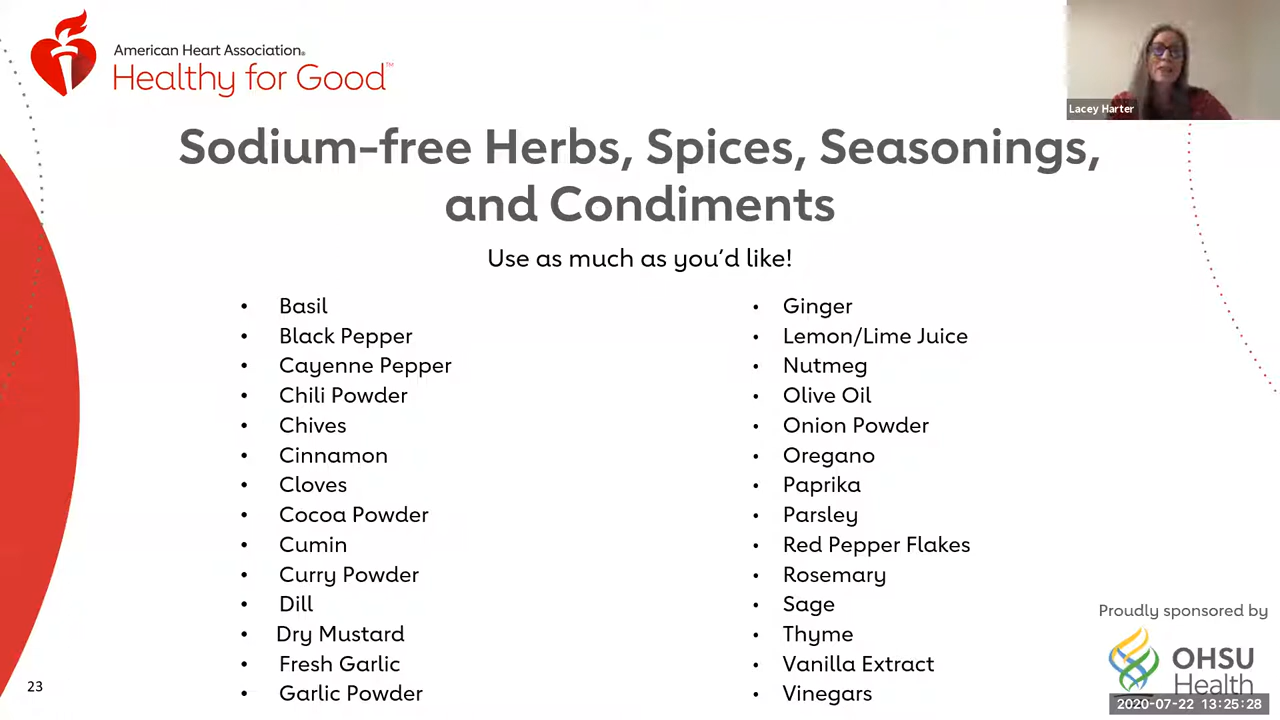 American Heart Association®
Healthy for Good™
Lacey Harter
Sodium-free Herbs, Spices, Seasonings,
and Condiments
Use as much as you'd like!
• Basil
• Black Pepper
• Cayenne Pepper
• Chili Powder
• Chives
• Cinnamon
• Cloves
• Cocoa Powder
• Cumin
• Curry Powder
• Dill
• Dry Mustard
• Fresh Garlic
• Garlic Powder
• Ginger
• Lemon/Lime Juice
• Nutmeg
• Olive Oil
• Onion Powder
• Oregano
• Paprika
• Parsley
• Red Pepper Flakes
• Rosemary
• Sage
• Thyme
• Vanilla Extract
• Vinegars
Proudly sponsored by
OHSU
Health
23
2020-07-22 13:25:28